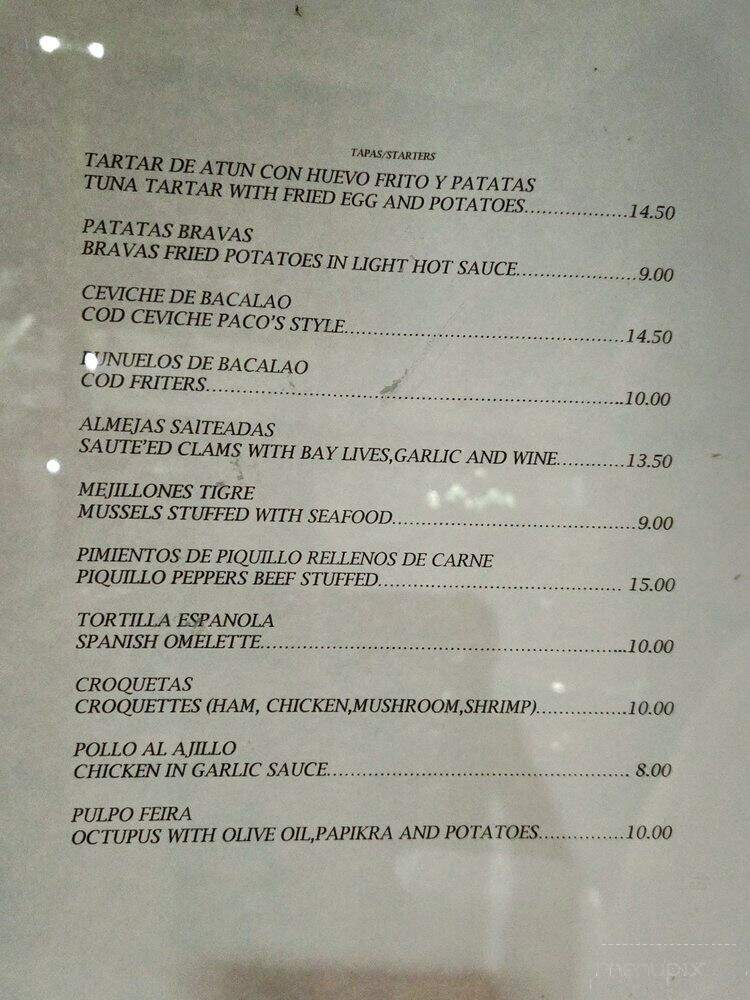 TAPAS/STARTERS
TARTAR DE ATUN CON HUEVO FRITO Y PATATAS
TUNA TARTAR WITH FRIED EGG AND POTATOES..................14.50
PATATAS BRAVAS
BRAVAS FRIED POTATOES IN LIGHT HOT SAUCE.....................9.00
CEVICHE DE BACALAO
COD CEVICHE PACO'S STYLE................................................14.50
BUNUELOS DE BACALAO
COD FRITERS........................................................................10.00
ALMEJAS SAlTEADAS
SAUTE'ED CLAMS WITH BAY LIVES,GARLIC AND WINE............13.50
MEJILLONES TIGRE
MUSSELS STUFFED WITH SEAFOOD..........................................9.00
PIMIENTOS DE PIQUILLO RELLENOS DE CARNE
PIQUILLO PEPPERS BEEF STUFFED.......................................... 15.00
TORTILLA ESPANOLA
SPANISH OMELETTE..............................................................10.00
CROQUETAS
CROQUETTES (HAM, CHICKEN,MUSHROOM,SHRIMP)...............10.00
POLLO AL AJILLO
CHICKEN IN GARLIC SAUCE.................................................... 8.00
PULPO FEIRA
OCTUPUS WITH OLIVE OIL,PAPIKRA AND POTATOES...............10.00
menupix